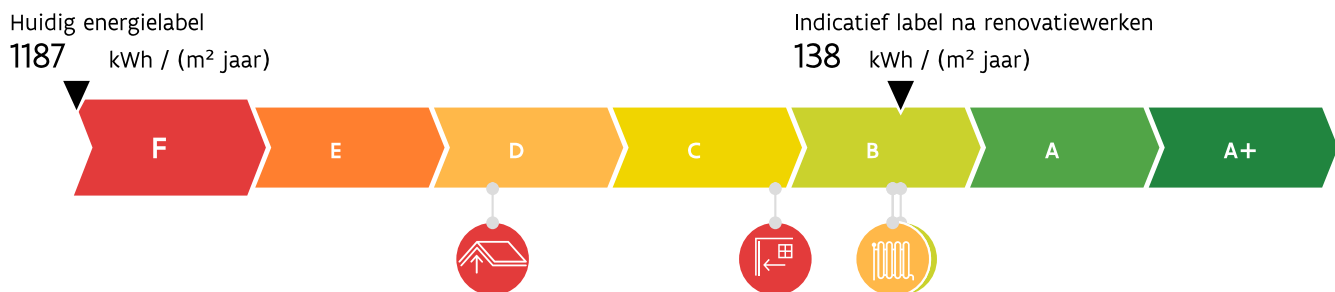 Huidig energielabel
1187 kWh / (m² jaar)
Indicatief label na renovatiewerken
138 kWh / (m² jaar)
F E D C B A A+